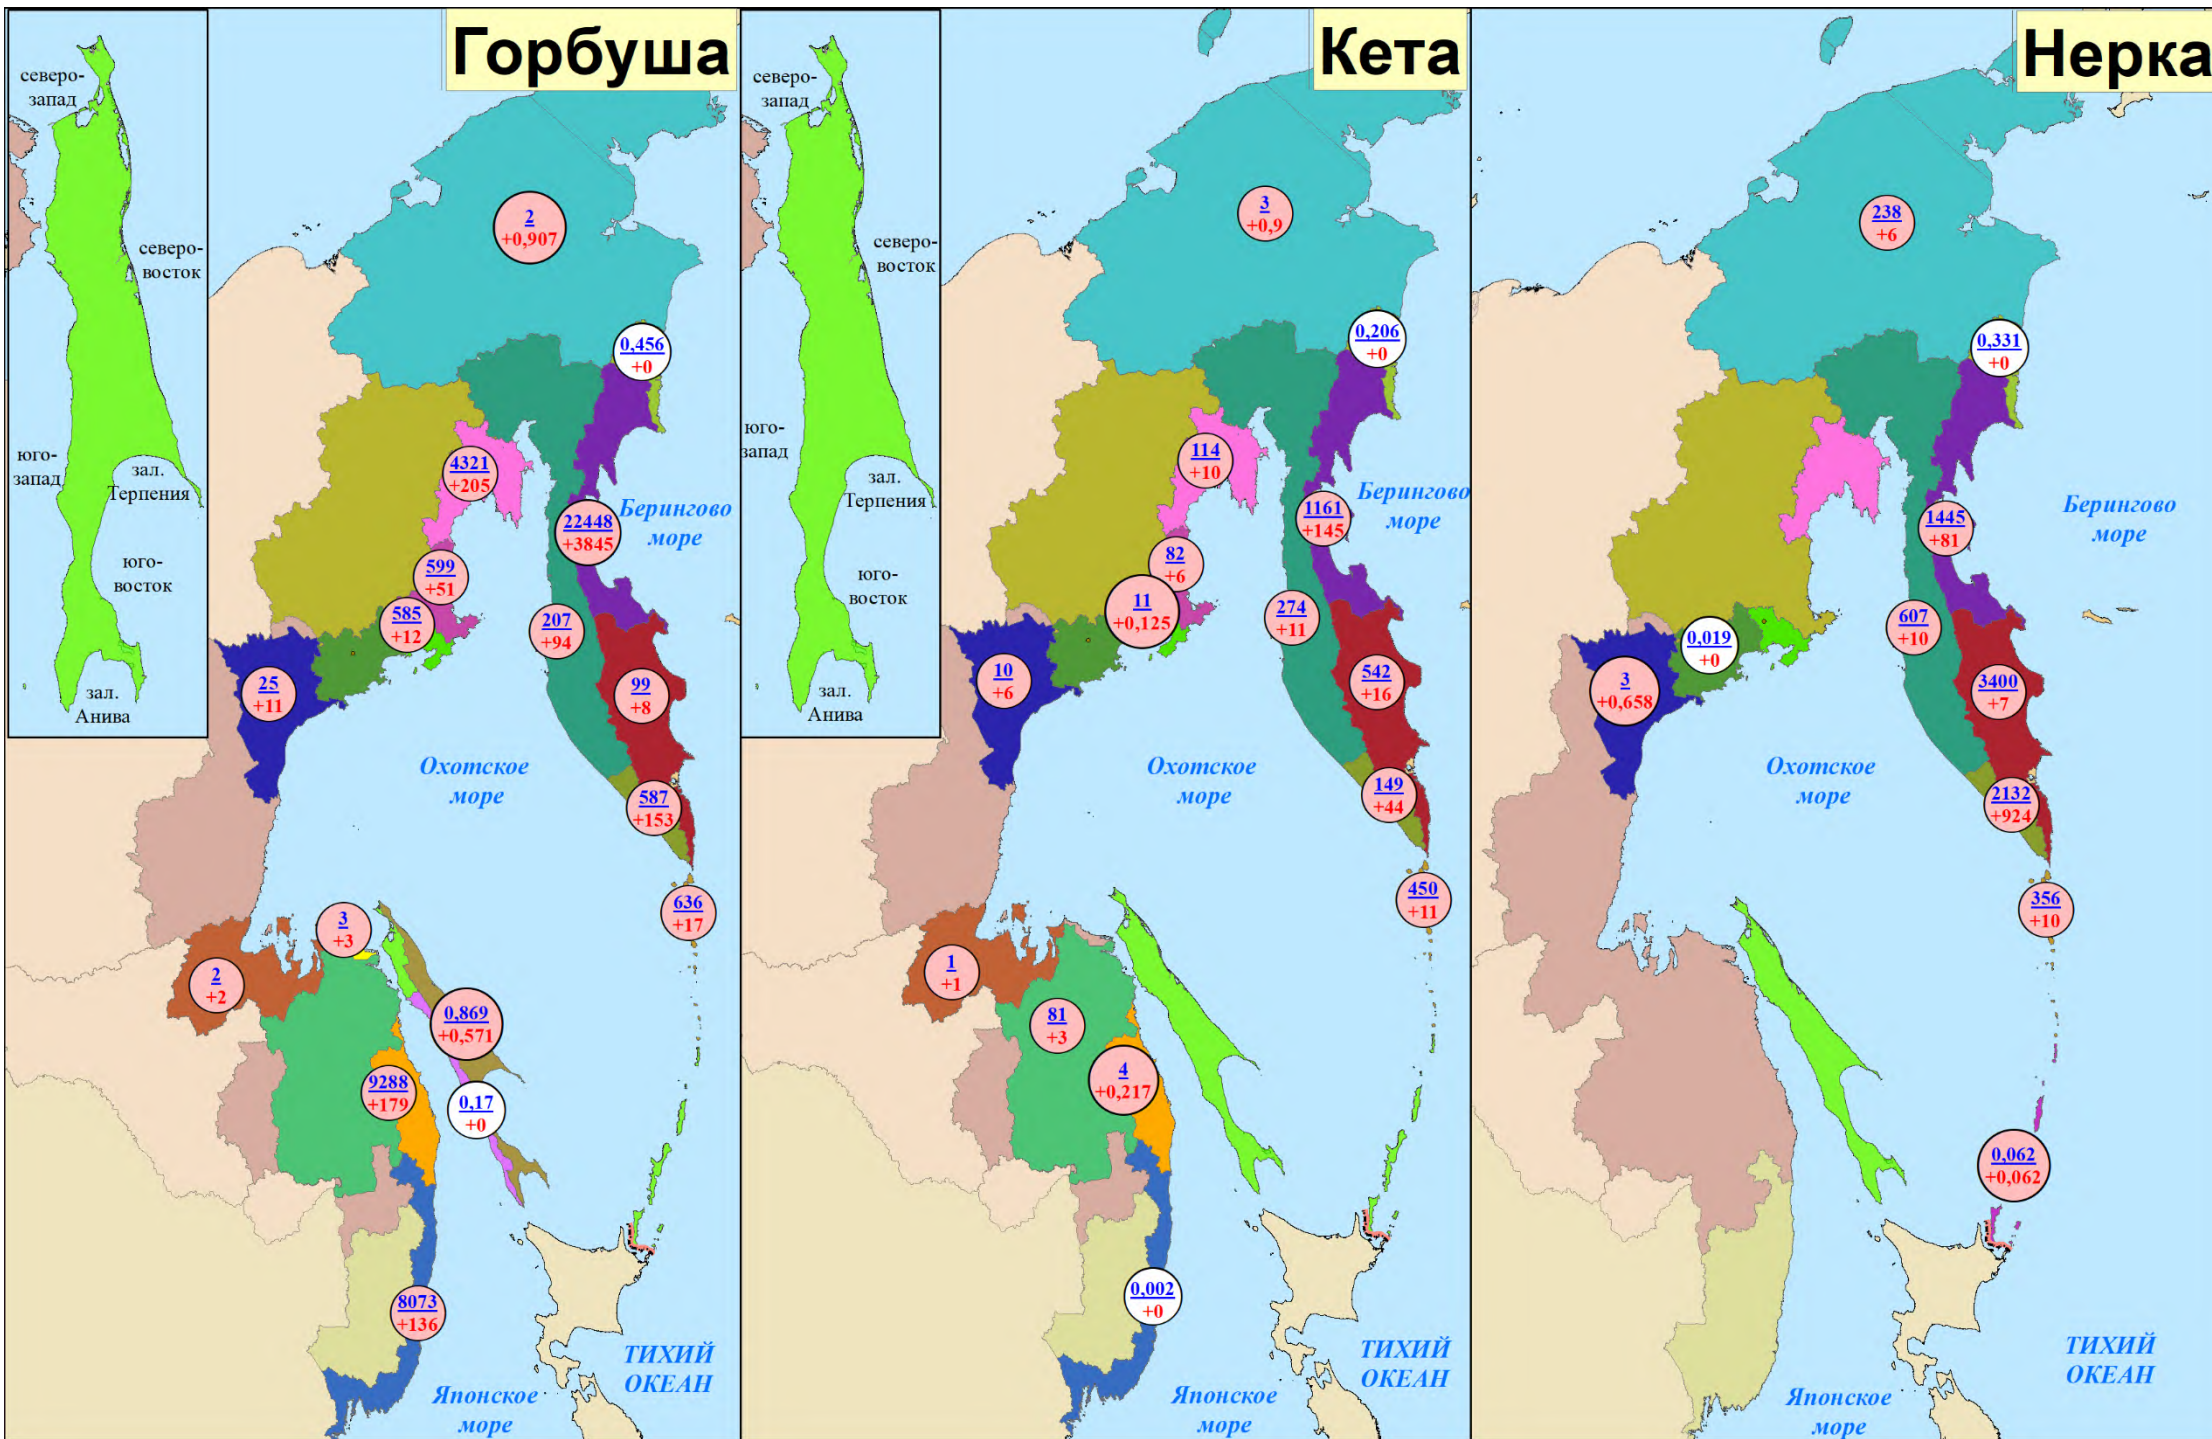 Горбуша
северо-
запад
северо-
восток
юго-
запад
зал.
Терпения
юго-
восток
зал.
Анива
2
+0,907
0,456
+0
4321
+205
22448
+3845
Берингово
море
599
+51
585
+12
207
+94
25
+11
99
+8
Охотское
море
587
+153
636
+17
3
+3
2
+2
0,869
+0,571
9288
+179
0,17
+0
8073
+136
ТИХИЙ
ОКЕАН
Японское
море
Кета
северо-
запад
северо-
восток
юго-
запад
зал.
Терпения
юго-
восток
зал.
Анива
3
+0,9
0,206
+0
114
+10
1161
+145
Берингово
море
82
+6
11
+0,125
274
+11
10
+6
542
+16
Охотское
море
149
+44
450
+11
1
+1
81
+3
4
+0,217
0,002
+0
ТИХИЙ
ОКЕАН
Японское
море
Нерка
238
+6
0,331
+0
1445
+81
Берингово
море
0,019
+0
607
+10
3
+0,658
3400
+7
Охотское
море
2132
+924
356
+10
0,062
+0,062
ТИХИЙ
ОКЕАН
Японское
море